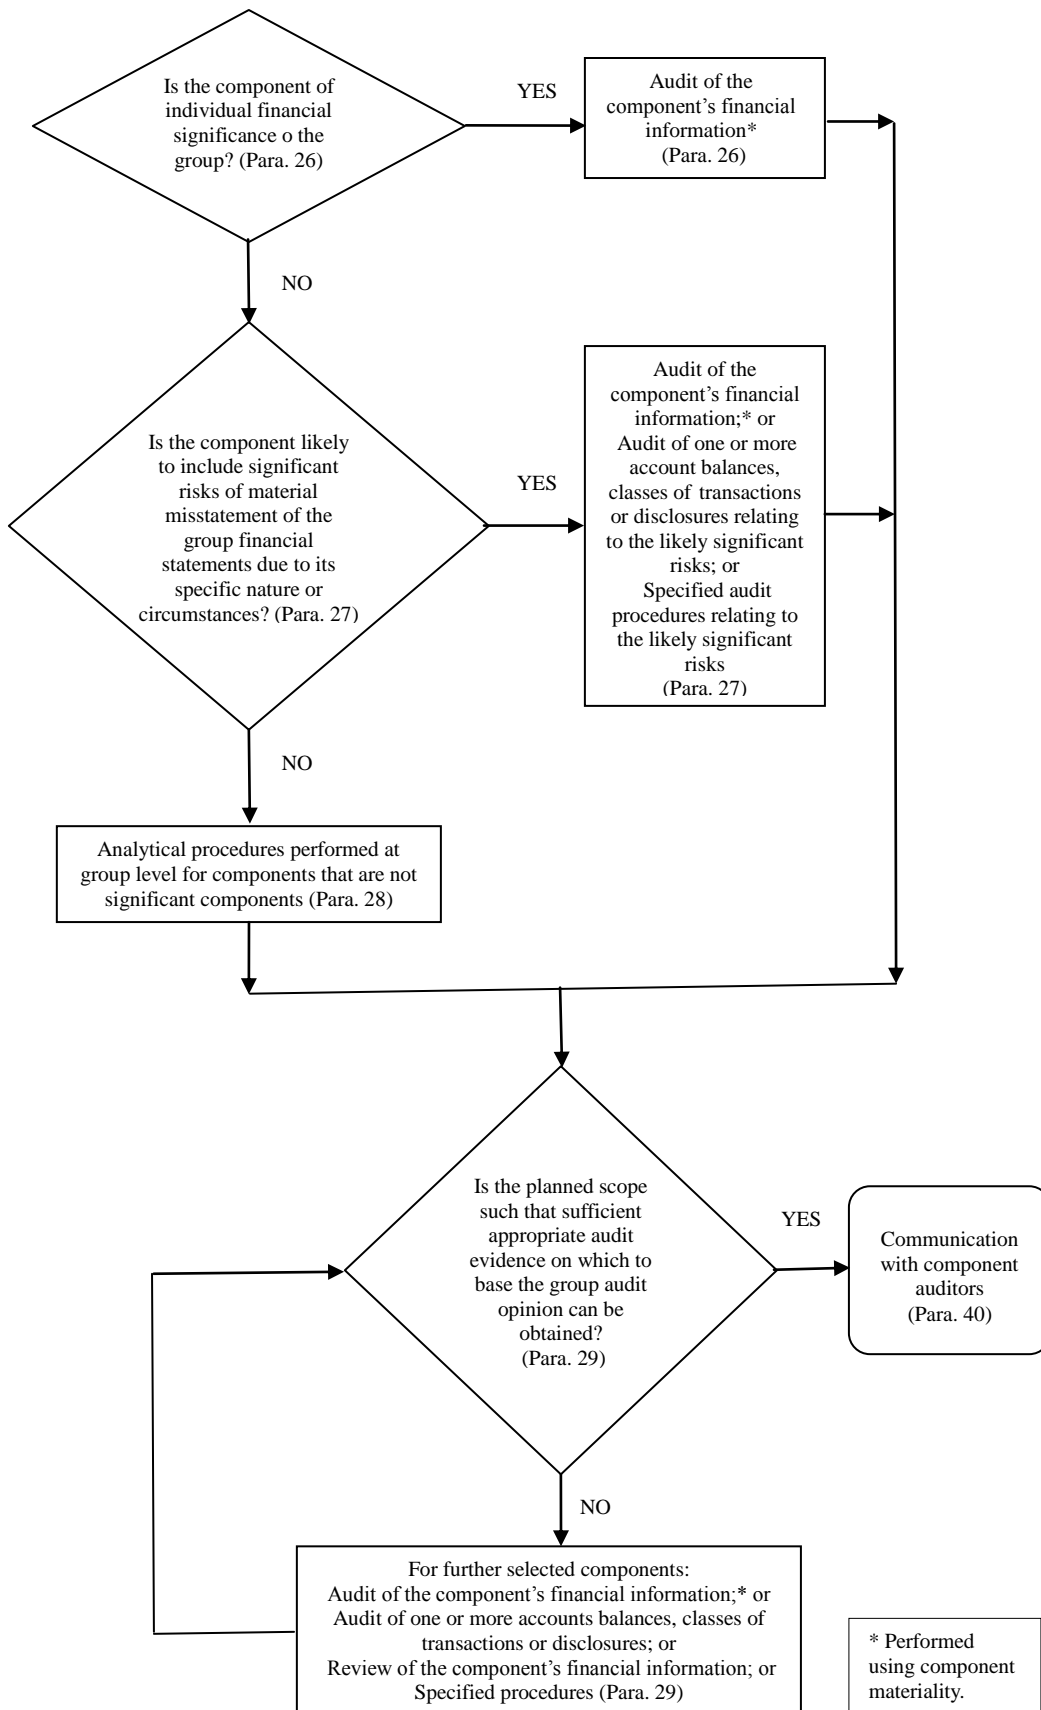 Is the component of
individual financial
significance o the
group? (Para. 26)
YES
Audit of the
component’s financial
information*
(Para. 26)
NO
Is the component likely
to include significant
risks of material
misstatement of the
group financial
statements due to its
specific nature or
circumstances? (Para. 27)
YES
Audit of the
component’s financial
information;* or
Audit of one or more
account balances,
classes of transactions
or disclosures relating
to the likely significant
risks; or
Specified audit
procedures relating to
the likely significant
risks
(Para. 27)
NO
Analytical procedures performed at
group level for components that are not
significant components (Para. 28)
Is the planned scope
such that sufficient
appropriate audit
evidence on which to
base the group audit
opinion can be
obtained?
(Para. 29)
YES
Communication
with component
auditors
(Para. 40)
NO
For further selected components:
Audit of the component’s financial information;* or
Audit of one or more accounts balances, classes of
transactions or disclosures; or
Review of the component’s financial information; or
Specified procedures (Para. 29)
* Performed
using component
materiality.